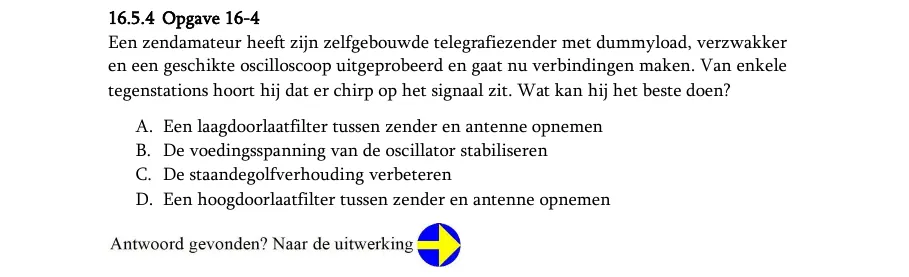 16.5.4 Opgave 16-4
Een zendamateur heeft zijn zelfgebouwde telegrafiezender met dummyload, verzwakker
en een geschikte oscilloscoop uitgeprobeerd en gaat nu verbindingen maken. Van enkele
tegenstations hoort hij dat er chirp op het signaal zit. Wat kan hij het beste doen?
A. Een laagdoorlaatfilter tussen zender en antenne opnemen
B. De voedingsspanning van de oscillator stabiliseren
C. De staandegolfverhouding verbeteren
D. Een hoogdoorlaatfilter tussen zender en antenne opnemen
Antwoord gevonden? Naar de uitwerking